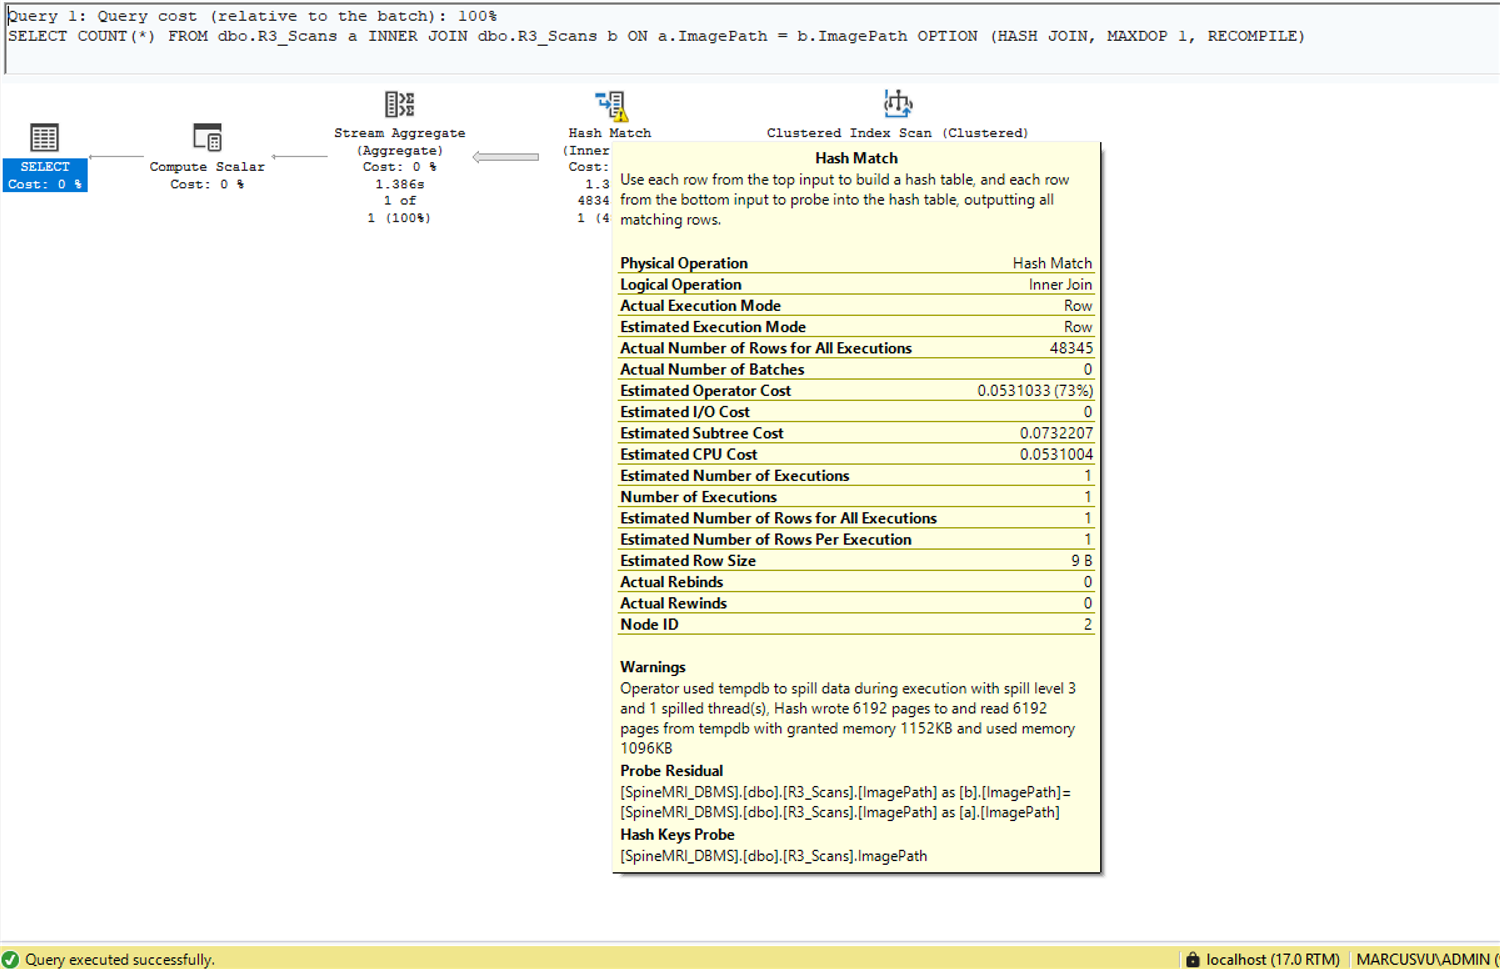 Query 1: Query cost (relative to the batch): 100%
SELECT COUNT(*) FROM dbo.R3_Scans a INNER JOIN dbo.R3_Scans b ON a.ImagePath = b.ImagePath OPTION (HASH JOIN, MAXDOP 1, RECOMPILE)
SELECT
Cost: 0 %
Compute Scalar
Cost: 0 %
Stream Aggregate
(Aggregate)
Cost: 0 %
1.386s
1 of
1 (100%)
Hash Match
(Inner
Cost:
1.3
4834
1 (4
Clustered Index Scan (Clustered)
Hash Match
Use each row from the top input to build a hash table, and each row
from the bottom input to probe into the hash table, outputting all
matching rows.
Physical Operation Hash Match
Logical Operation Inner Join
Actual Execution Mode Row
Estimated Execution Mode Row
Actual Number of Rows for All Executions 48345
Actual Number of Batches 0
Estimated Operator Cost 0.0531033 (73%)
Estimated I/O Cost 0
Estimated Subtree Cost 0.0732207
Estimated CPU Cost 0.0531004
Estimated Number of Executions 1
Number of Executions 1
Estimated Number of Rows for All Executions 1
Estimated Number of Rows Per Execution 1
Estimated Row Size 9 B
Actual Rebinds 0
Actual Rewinds 0
Node ID 2
Warnings
Operator used tempdb to spill data during execution with spill level 3
and 1 spilled thread(s), Hash wrote 6192 pages to and read 6192
pages from tempdb with granted memory 1152KB and used memory
1096KB
Probe Residual
[SpineMRI_DBMS].[dbo].[R3_Scans].[ImagePath] as [b].[ImagePath]=
[SpineMRI_DBMS].[dbo].[R3_Scans].[ImagePath] as [a].[ImagePath]
Hash Keys Probe
[SpineMRI_DBMS].[dbo].[R3_Scans].ImagePath
Query executed successfully.
localhost (17.0 RTM)
MARCUSVU\ADMIN (